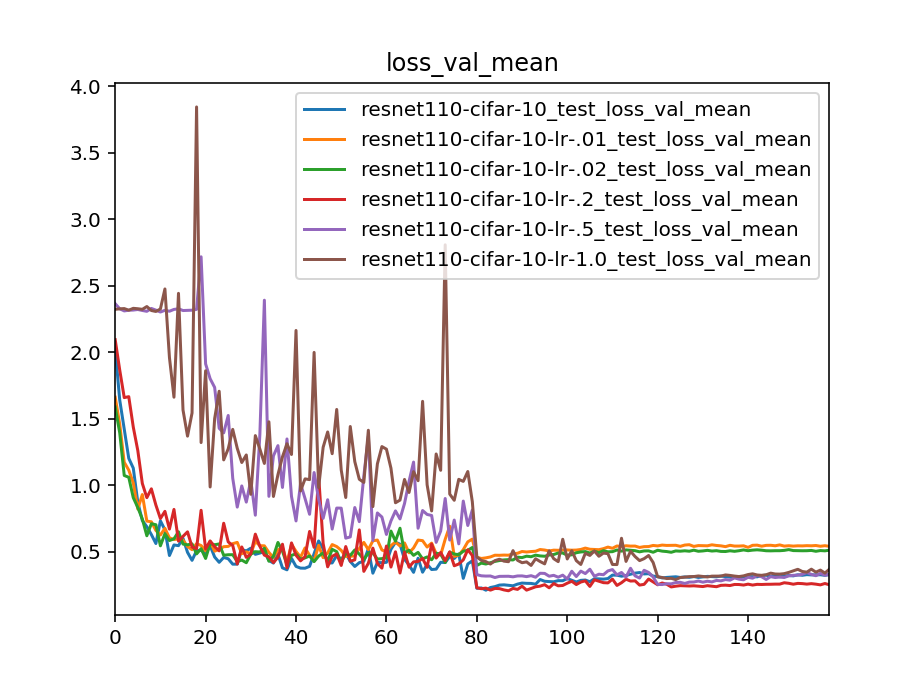 loss_val_mean
4.0
3.5
3.0
2.5
2.0
1.5
1.0
0.5
resnet110-cifar-10_test_loss_val_mean
resnet110-cifar-10-lr-.01_test_loss_val_mean
resnet110-cifar-10-lr-.02_test_loss_val_mean
resnet110-cifar-10-lr-.2_test_loss_val_mean
resnet110-cifar-10-lr-.5_test_loss_val_mean
resnet110-cifar-10-lr-1.0_test_loss_val_mean
0 20 40 60 80 100 120 140